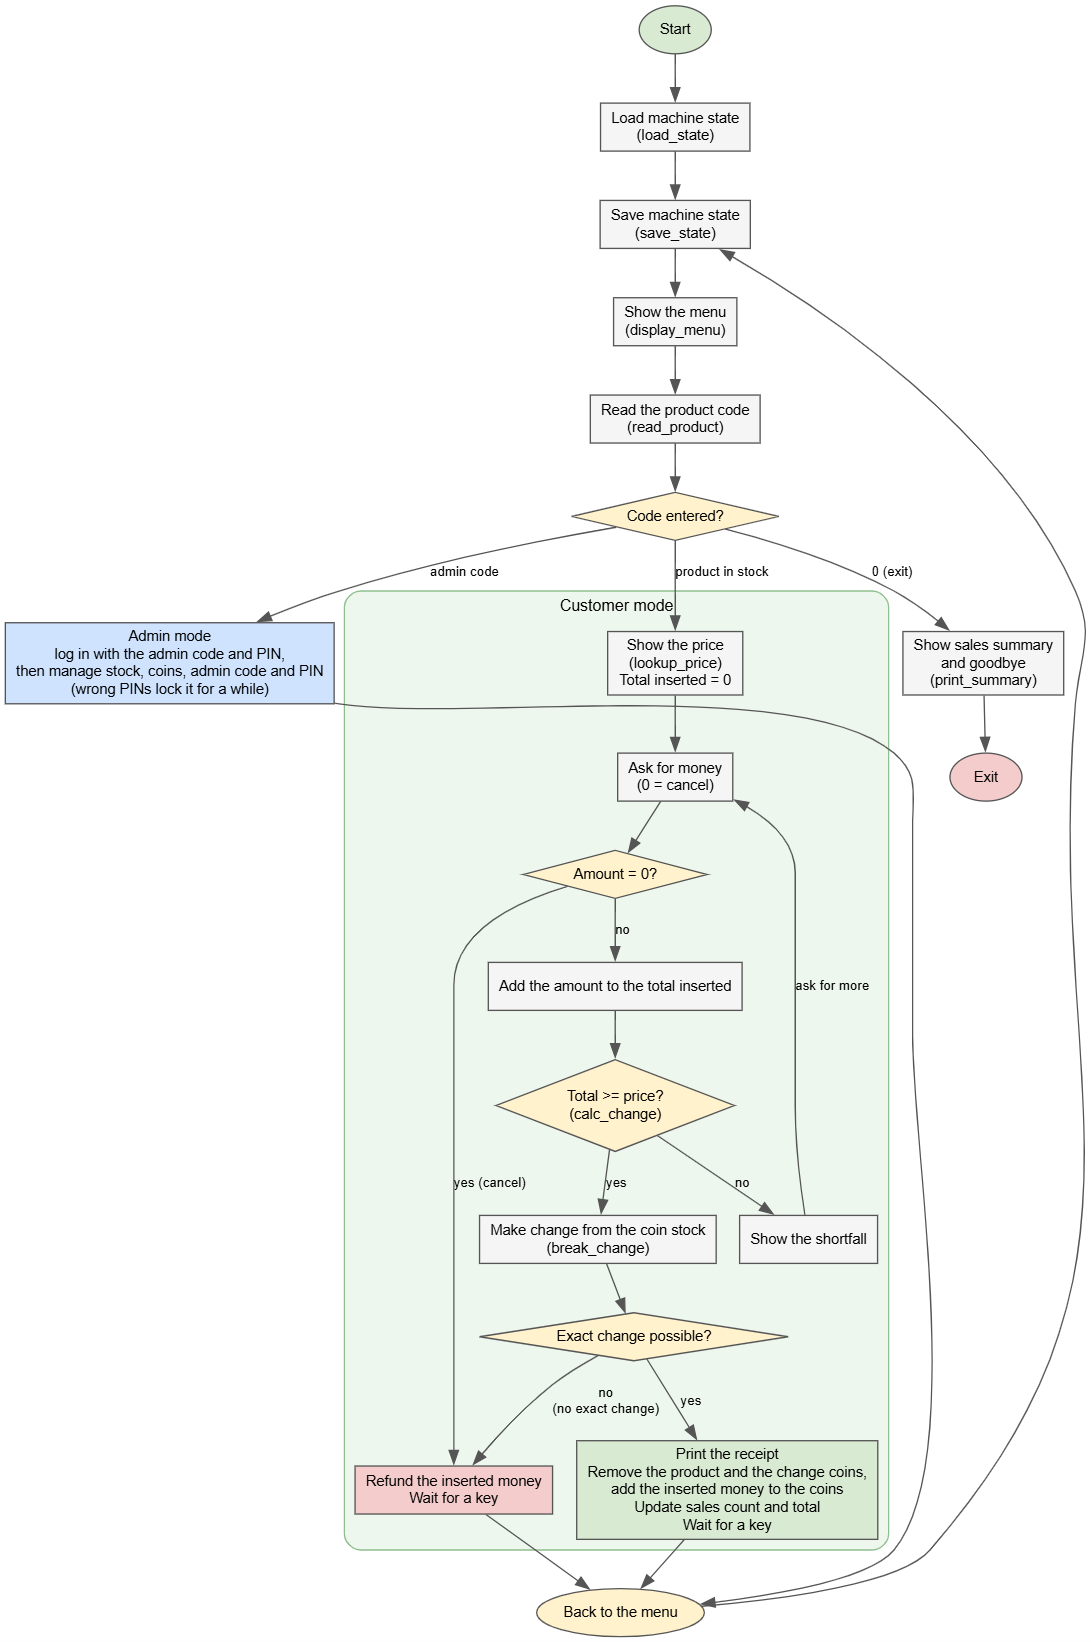 Start
Load machine state
(load_state)
Save machine state
(save_state)
Show the menu
(display_menu)
Read the product code
(read_product)
Code entered?
admin code
product in stock
0 (exit)
Admin mode
log in with the admin code and PIN,
then manage stock, coins, admin code and PIN
(wrong PINs lock it for a while)
Customer mode
Show the price
(lookup_price)
Total inserted = 0
Show sales summary
and goodbye
(print_summary)
Ask for money
(0 = cancel)
Exit
Amount = 0?
no
Add the amount to the total inserted
ask for more
Total >= price?
(calc_change)
yes (cancel)
yes
no
Make change from the coin stock
(break_change)
Show the shortfall
Exact change possible?
no
(no exact change)
yes
Refund the inserted money
Wait for a key
Print the receipt
Remove the product and the change coins,
add the inserted money to the coins
Update sales count and total
Wait for a key
Back to the menu